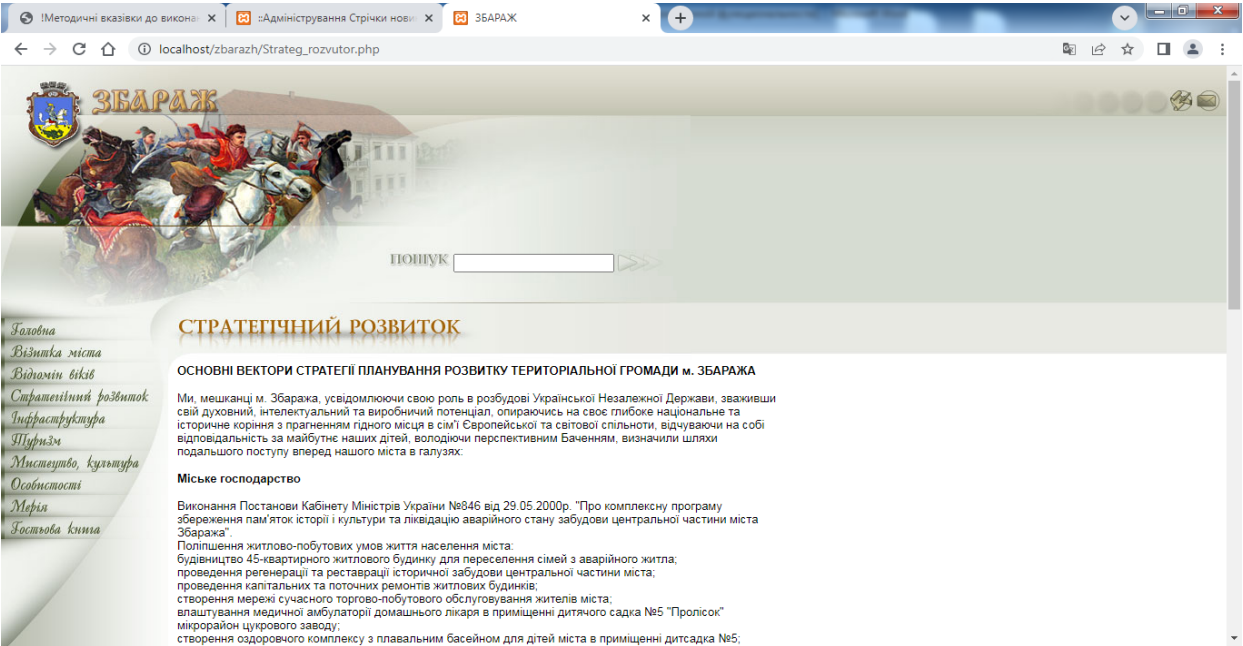 !Методичні вказівки до викона
::Адміністрування Стрічки нови
ЗБАРАЖ
localhost/zbarazh/Strateg_rozvutor.php
ЗБАРАЖ
ПОШУК
Головна
Візитка міста
Відгомін віків
Стратегічний розвиток
Інфраструктура
Туризм
Мистецтво, культура
Особистості
Мерія
Гостьова книга
СТРАТЕГІЧНИЙ РОЗВИТОК
ОСНОВНІ ВЕКТОРИ СТРАТЕГІЇ ПЛАНУВАННЯ РОЗВИТКУ ТЕРИТОРІАЛЬНОЇ ГРОМАДИ м. ЗБАРАЖА
Ми, мешканці м. Збаража, усвідомлюючи свою роль в розбудові Української Незалежної Держави, зваживши
свій духовний, інтелектуальний та виробничий потенціал, опираючись на своє глибоке національне та
історичне коріння з прагненням гідного місця в сім'ї Європейської та світової спільноти, відчуваючи на собі
відповідальність за майбутнє наших дітей, володіючи перспективним Баченням, визначили шляхи
подальшого поступу вперед нашого міста в галузях:
Міське господарство
Виконання Постанови Кабінету Міністрів України №846 від 29.05.2000р. "Про комплексну програму
збереження пам'яток історії і культури та ліквідацію аварійного стану забудови центральної частини міста
Збаража".
Поліпшення житлово-побутових умов життя населення міста:
будівництво 45-квартирного житлового будинку для переселення сімей з аварійного житла;
проведення регенерації та реставрації історичної забудови центральної частини міста;
проведення капітальних та поточних ремонтів житлових будинків;
створення мережі сучасного торгово-побутового обслуговування жителів міста;
влаштування медичної амбулаторії домашнього лікаря в приміщенні дитячого садка №5 "Пролісок"
мікрорайон цукрового заводу;
створення оздоровчого комплексу з плавальним басейном для дітей міста в приміщенні дитсадка №5;